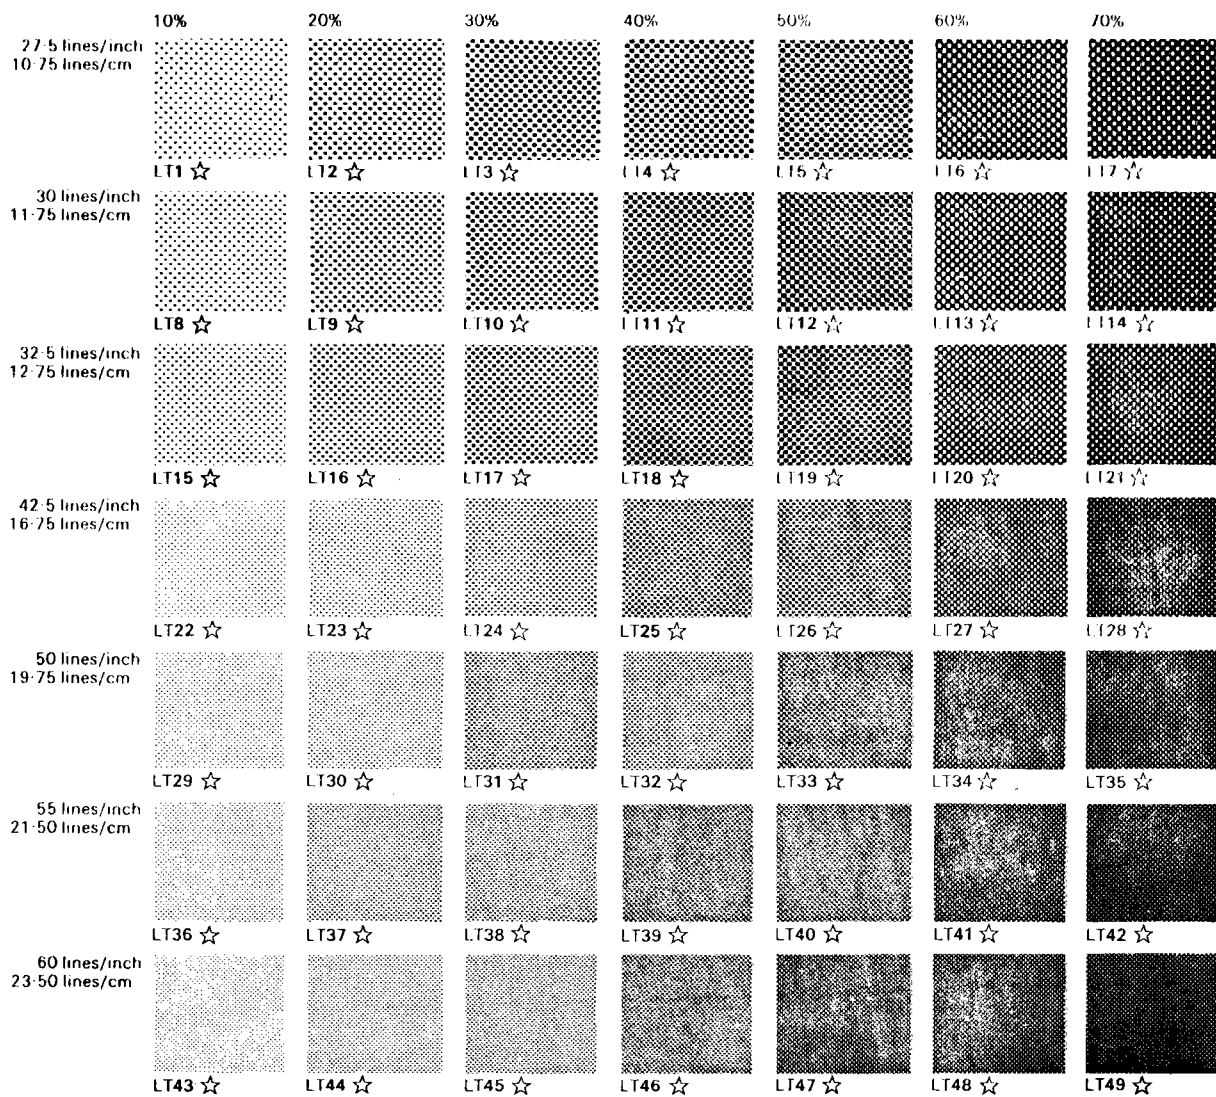 10% 20% 30% 40% 50% 60% 70%
27·5 lines/inch
10·75 lines/cm
LT1 ☆ LT2 ☆ LT3 ☆ LT4 ☆ LT5 ☆ LT6 ☆ LT7 ☆
30 lines/inch
11·75 lines/cm
LT8 ☆ LT9 ☆ LT10 ☆ LT11 ☆ LT12 ☆ LT13 ☆ LT14 ☆
32·5 lines/inch
12·75 lines/cm
LT15 ☆ LT16 ☆ LT17 ☆ LT18 ☆ LT19 ☆ LT20 ☆ LT21 ☆
42·5 lines/inch
16·75 lines/cm
LT22 ☆ LT23 ☆ LT24 ☆ LT25 ☆ LT26 ☆ LT27 ☆ LT28 ☆
50 lines/inch
19·75 lines/cm
LT29 ☆ LT30 ☆ LT31 ☆ LT32 ☆ LT33 ☆ LT34 ☆ LT35 ☆
55 lines/inch
21·50 lines/cm
LT36 ☆ LT37 ☆ LT38 ☆ LT39 ☆ LT40 ☆ LT41 ☆ LT42 ☆
60 lines/inch
23·50 lines/cm
LT43 ☆ LT44 ☆ LT45 ☆ LT46 ☆ LT47 ☆ LT48 ☆ LT49 ☆